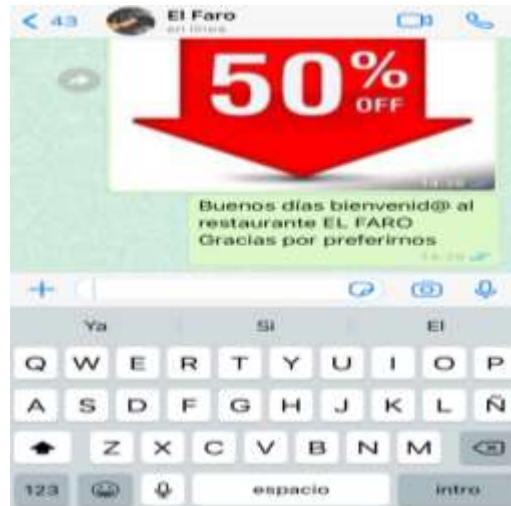 43
El Faro
en línea
50%
OFF
Buenos días bienvenid@ al
restaurante EL FARO
Gracias por preferirnos
Ya Si El
Q W E R T Y U I O P
A S D F G H J K L Ñ
Z X C V B N M
123 espacio intro